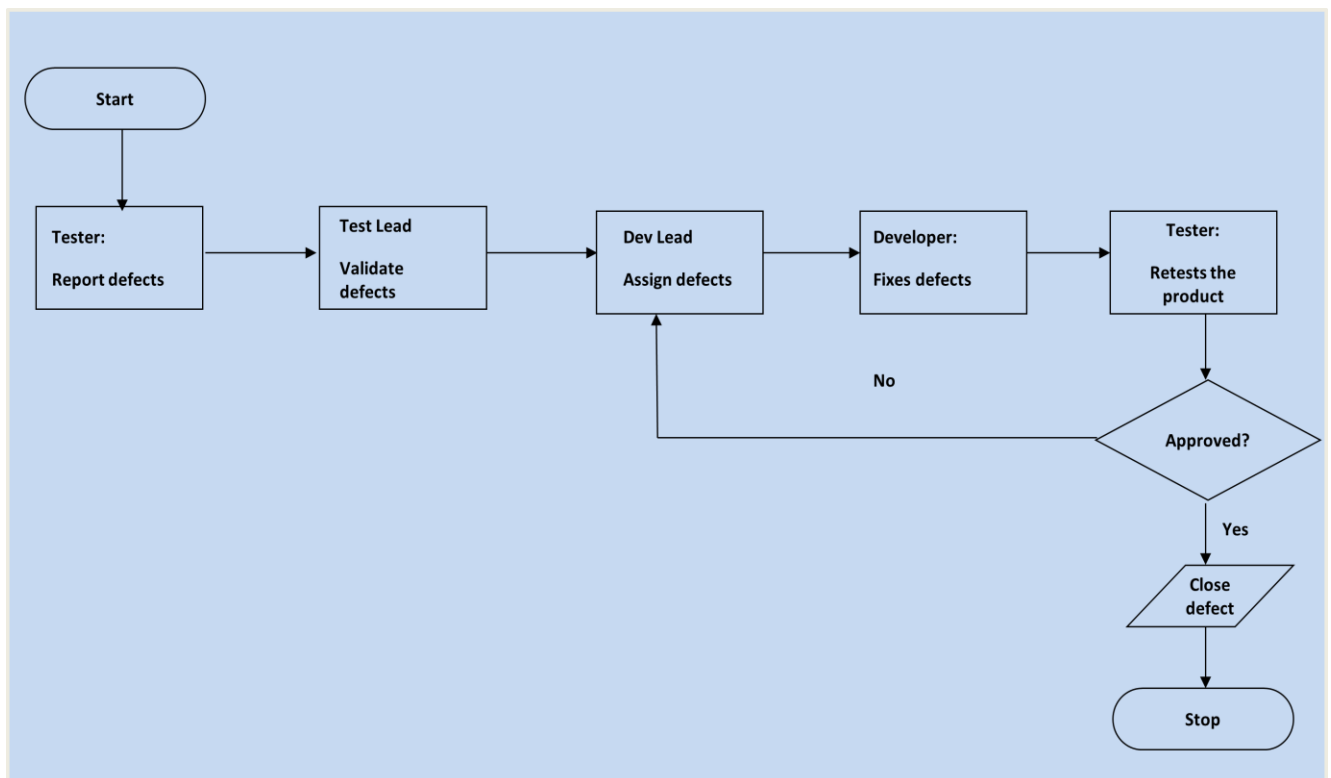 Start
Tester:
Report defects
Test Lead
Validate
defects
Dev Lead
Assign defects
Developer:
Fixes defects
Tester:
Retests the
product
No
Approved?
Yes
Close
defect
Stop